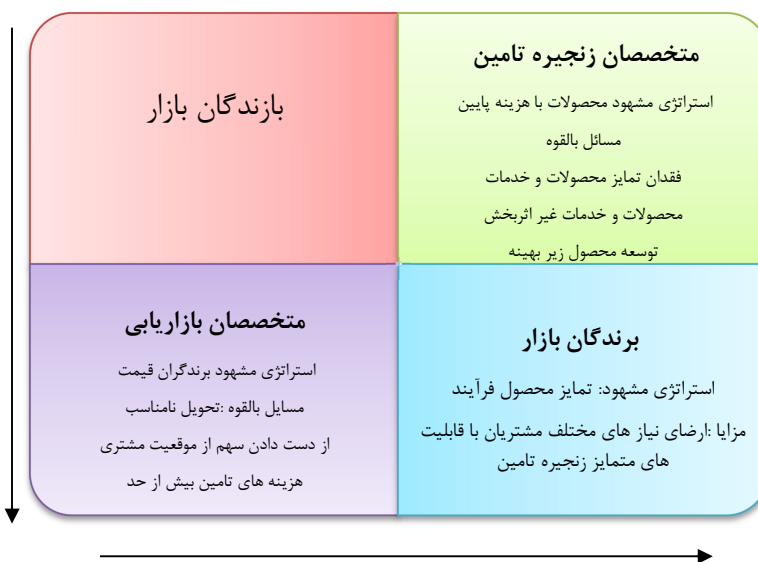 متخصصان زنجیره تامین
استراتژی مشهود محصولات با هزینه پایین
مسائل بالقوه
فقدان تمایز محصولات و خدمات
محصولات و خدمات غیر اثربخش
توسعه محصول زیر بهینه
بازندگان بازار
برندگان بازار
استراتژی مشهود: تمایز محصول فرآیند
مزایا :ارضای نیاز های مختلف مشتریان با قابلیت
های متمایز زنجیره تامین
متخصصان بازاریابی
استراتژی مشهود برندگران قیمت
مسایل بالقوه :تحویل نامناسب
از دست دادن سهم از موقعیت مشتری
هزینه های تامین بیش از حد